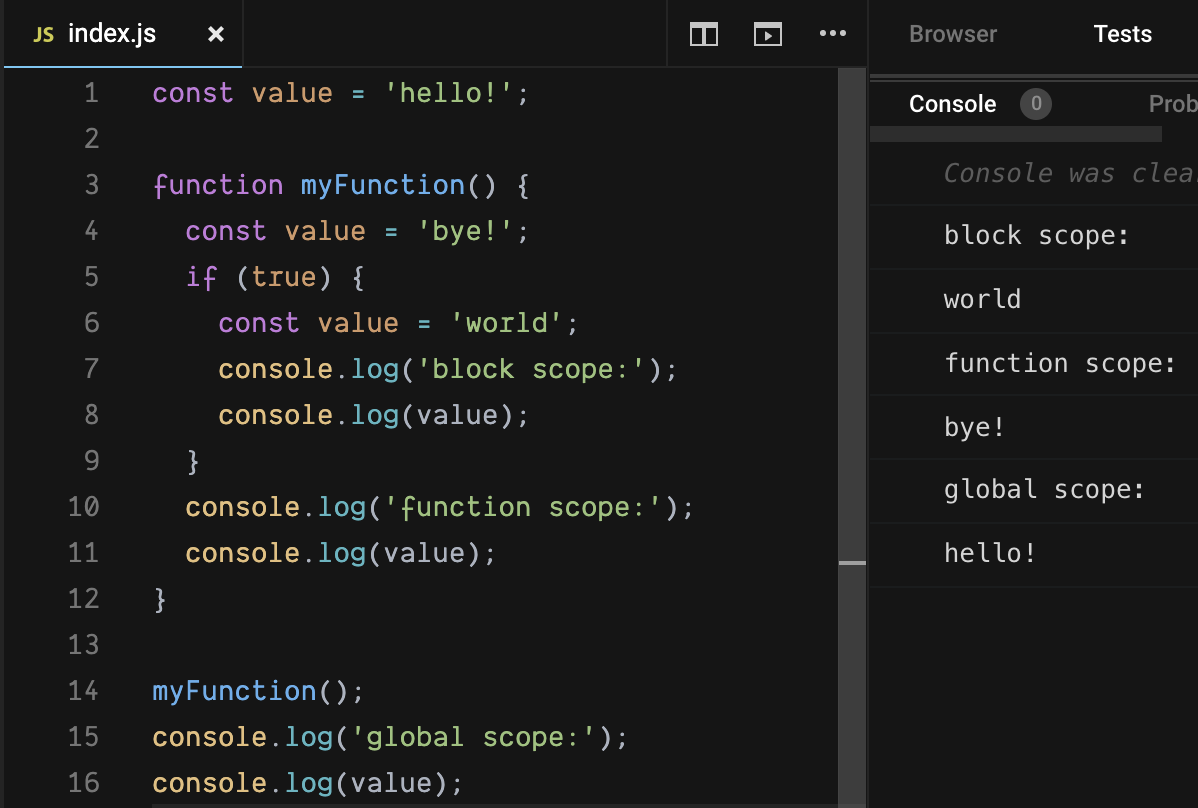 JS index.js ×
Browser Tests
Console 0
1 const value = 'hello!';
2
3 function myFunction() {
4 const value = 'bye!';
5 if (true) {
6 const value = 'world';
7 console.log('block scope:');
8 console.log(value);
9 }
10 console.log('function scope:');
11 console.log(value);
12 }
13
14 myFunction();
15 console.log('global scope:');
16 console.log(value);
Console was
block scope:
world
function scope:
bye!
global scope:
hello!